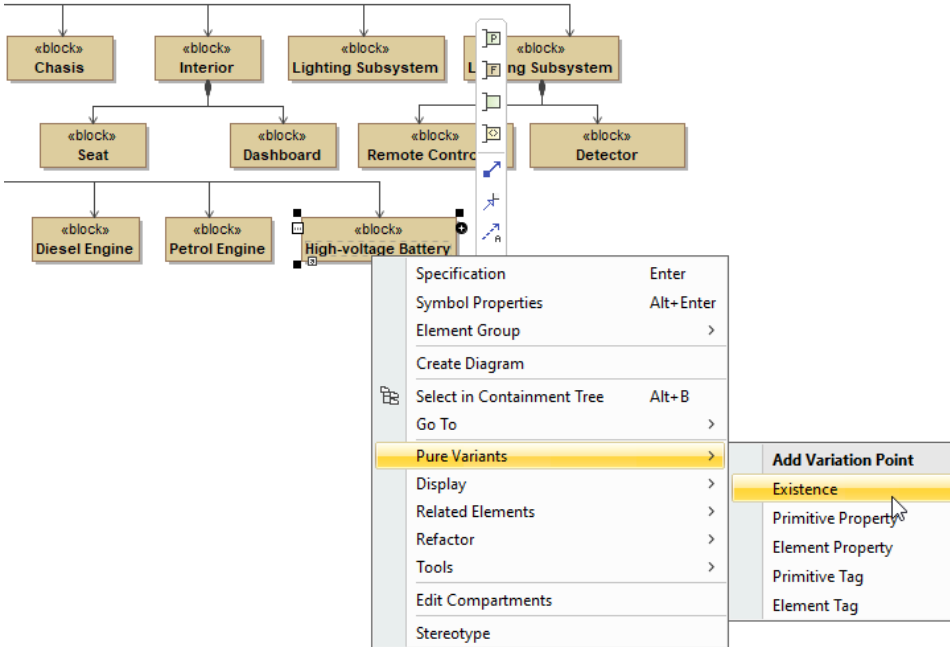 «block»
Chasis
«block»
Interior
«block»
Lighting Subsystem
«block»
L ng Subsystem
«block»
Seat
«block»
Dashboard
«block»
Remote Contro
«block»
Detector
«block»
Diesel Engine
«block»
Petrol Engine
«block»
High-voltage Battery
P
F
A
Specification Enter
Symbol Properties Alt+Enter
Element Group
Create Diagram
Select in Containment Tree Alt+B
Go To
Pure Variants
Display
Related Elements
Refactor
Tools
Edit Compartments
Stereotype
Add Variation Point
Existence
Primitive Property
Element Property
Primitive Tag
Element Tag